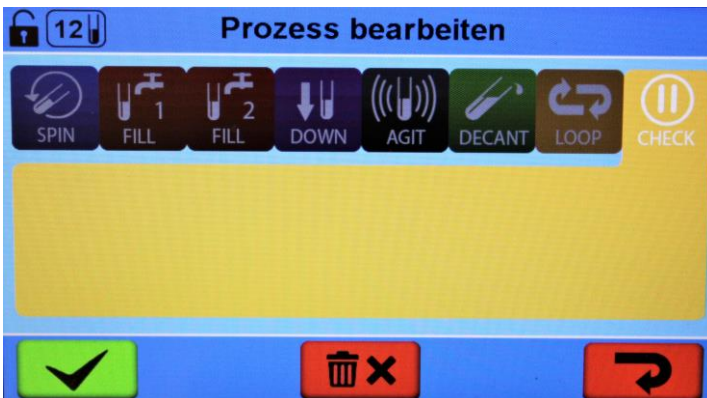 12
Prozess bearbeiten
SPIN
1
FILL
2
FILL
DOWN
AGIT
DECANT
LOOP
CHECK